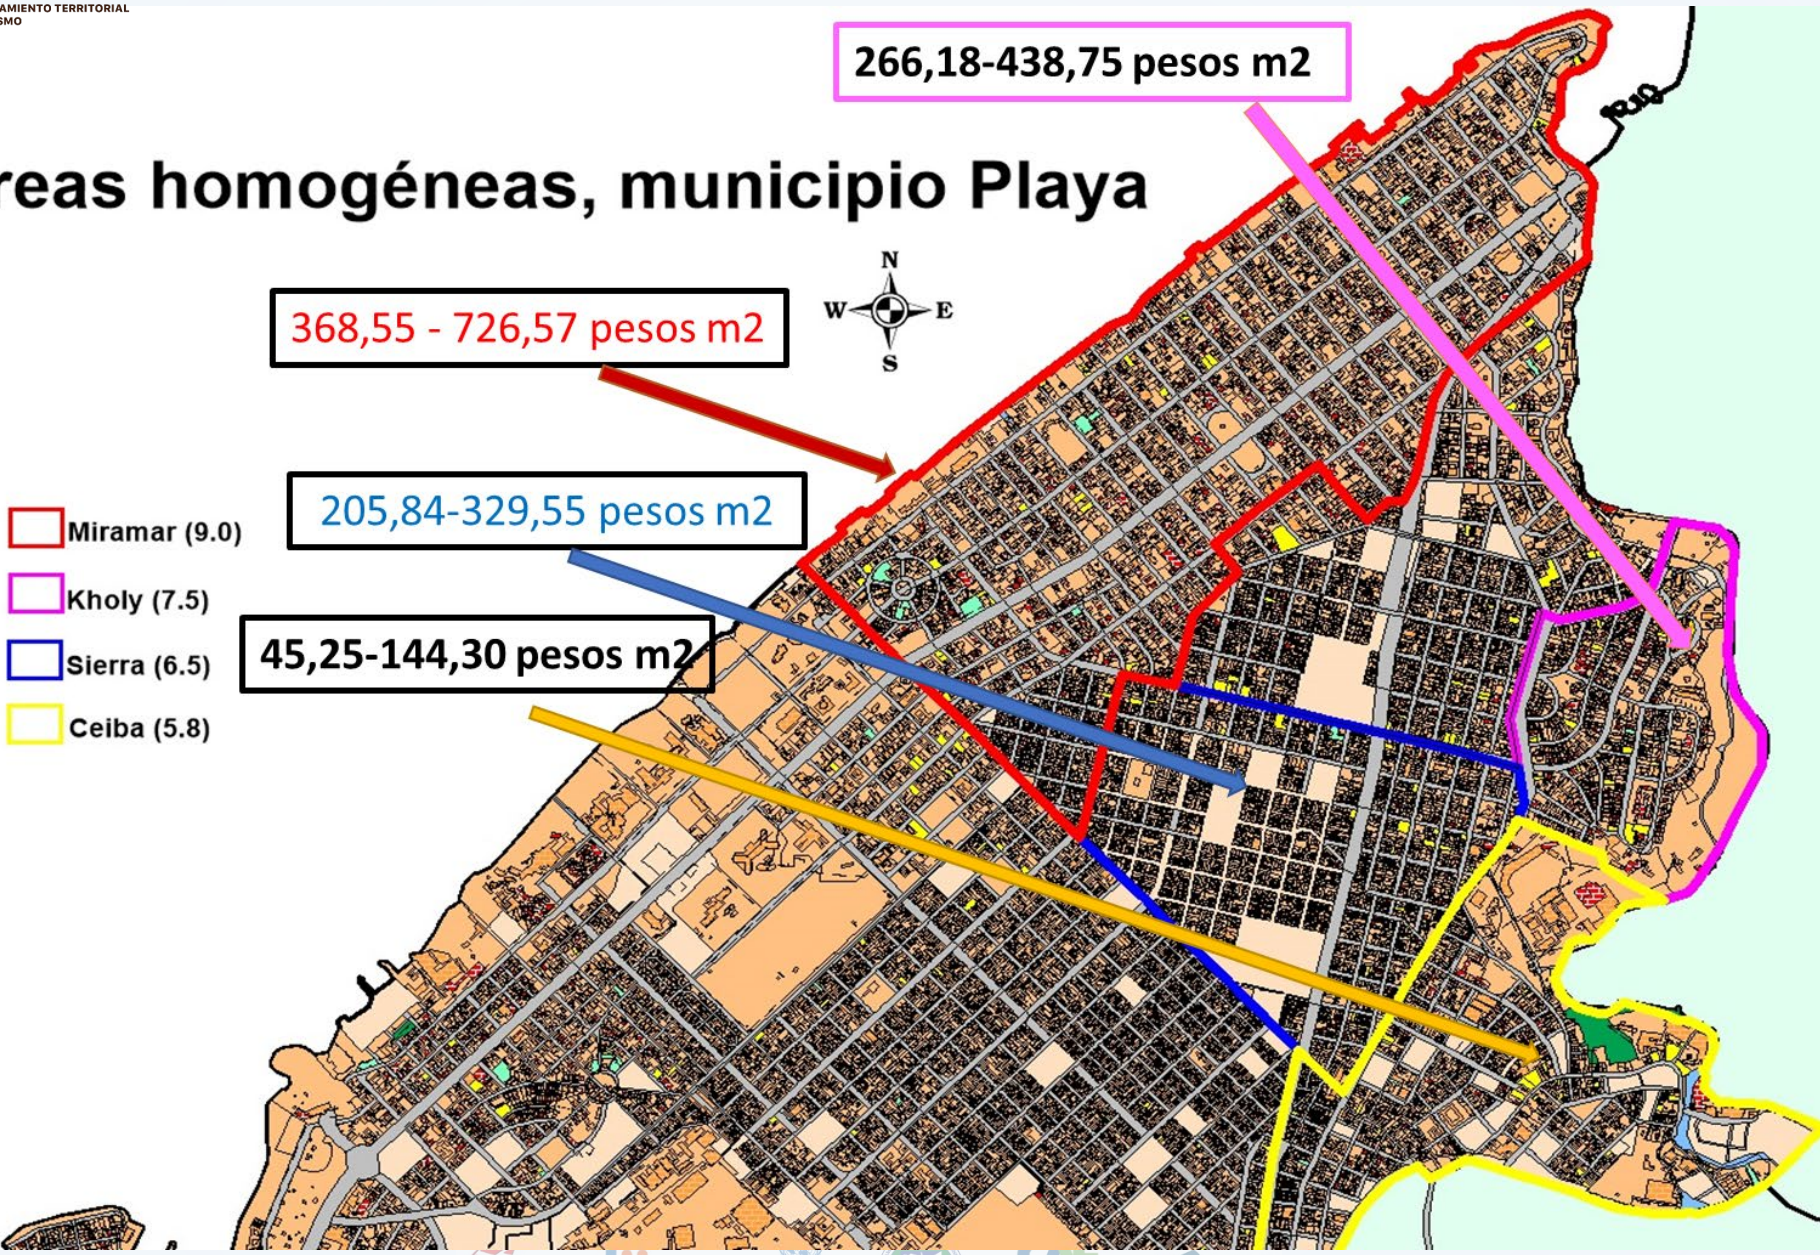 AMIENTO TERRITORIAL
SMO
266,18-438,75 pesos m2
reas homogéneas, municipio Playa
N
W E
S
368,55 - 726,57 pesos m2
205,84-329,55 pesos m2
Miramar (9.0)
Kholy (7.5)
45,25-144,30 pesos m2
Sierra (6.5)
Ceiba (5.8)